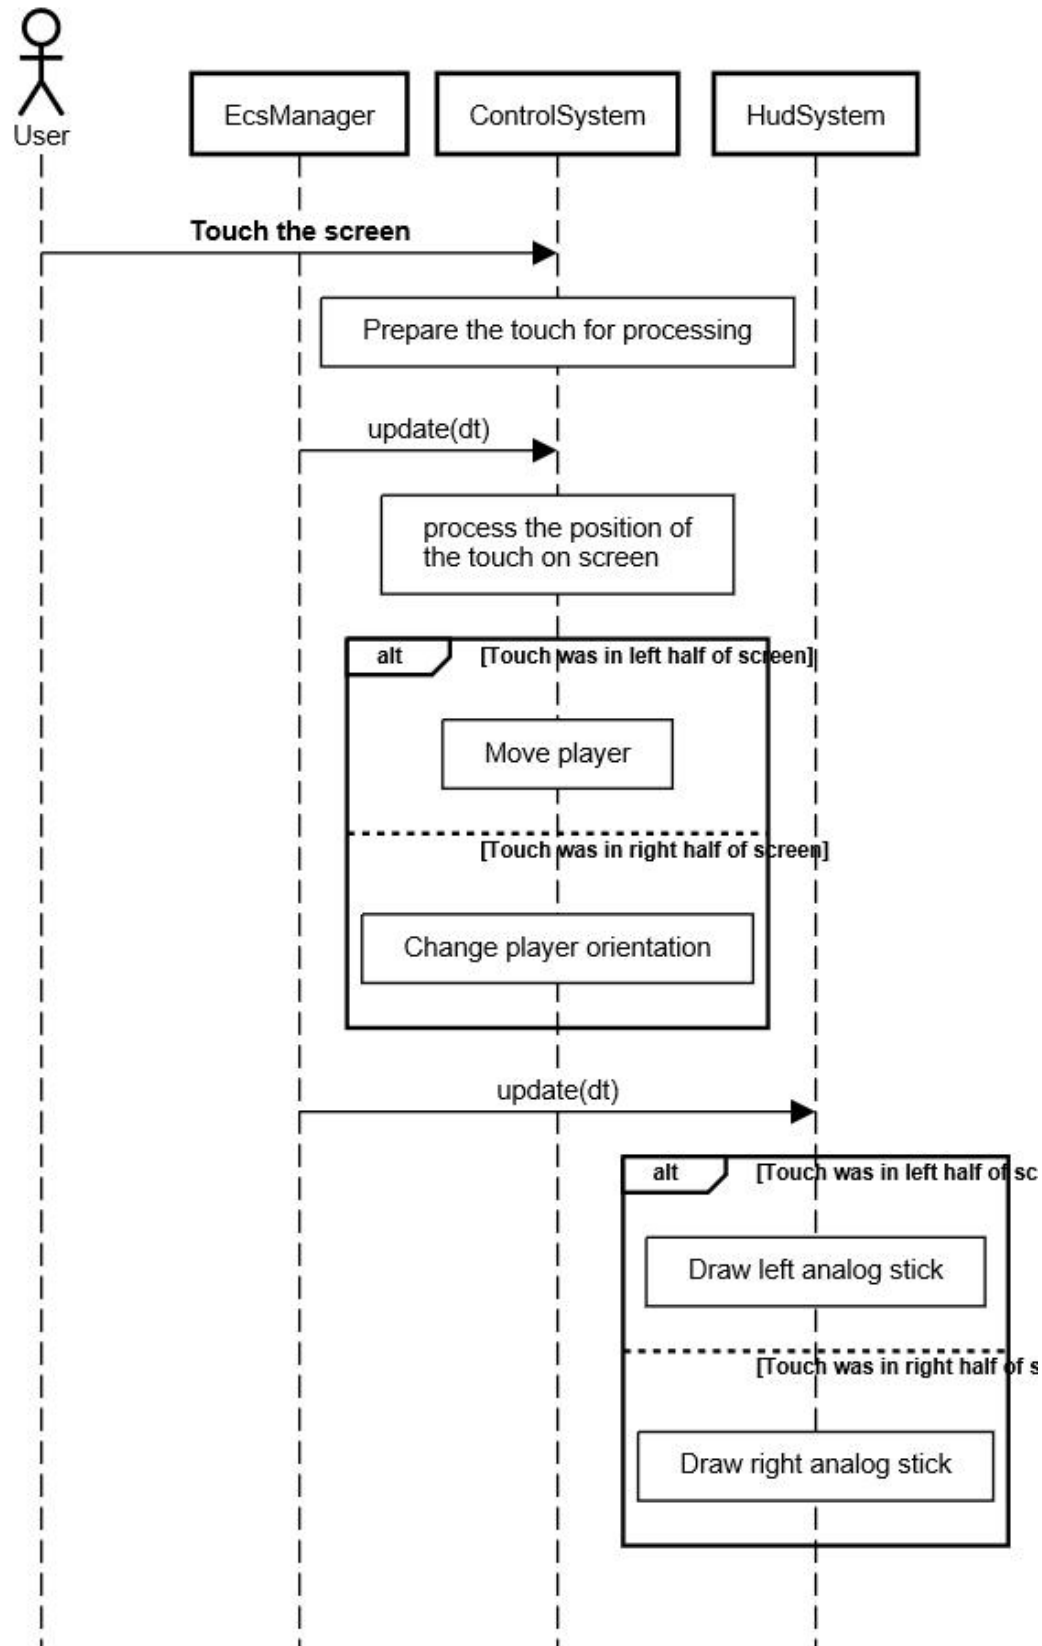 User
EcsManager
ControlSystem
HudSystem
Touch the screen
Prepare the touch for processing
update(dt)
process the position of
the touch on screen
alt
[Touch was in left half of screen]
Move player
[Touch was in right half of screen]
Change player orientation
update(dt)
alt
[Touch was in left half of sc
Draw left analog stick
[Touch was in right half of s
Draw right analog stick